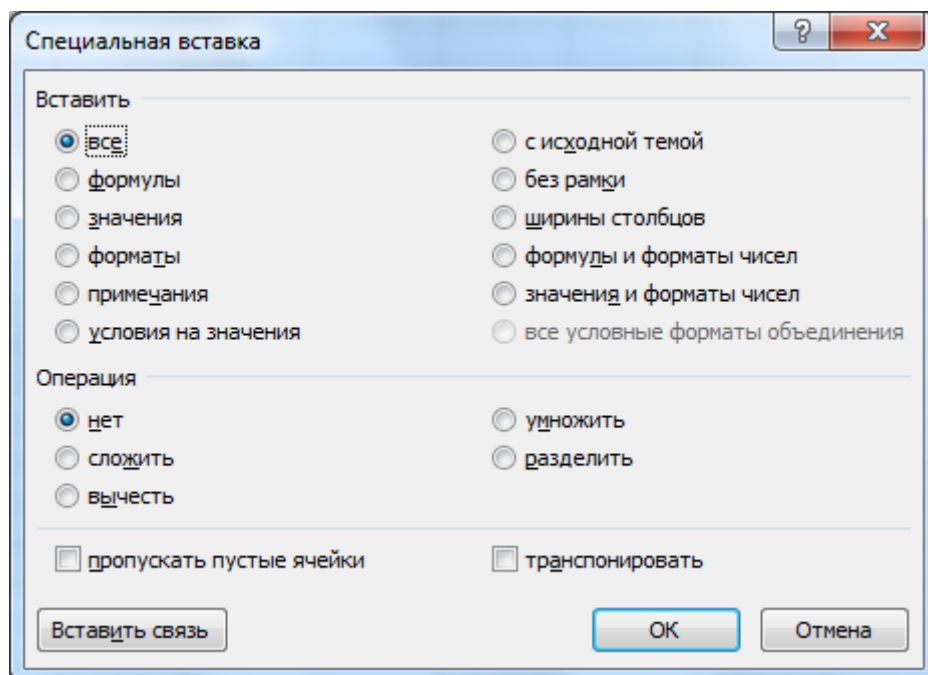 Специальная вставка
Вставить
все
с исходной темой
формулы
без рамки
значения
ширины столбцов
форматы
формулы и форматы чисел
примечания
значения и форматы чисел
условия на значения
все условные форматы объединения
Операция
нет
умножить
сложить
разделить
вычесть
пропускать пустые ячейки
транспонировать
Вставить связь
ОК
Отмена